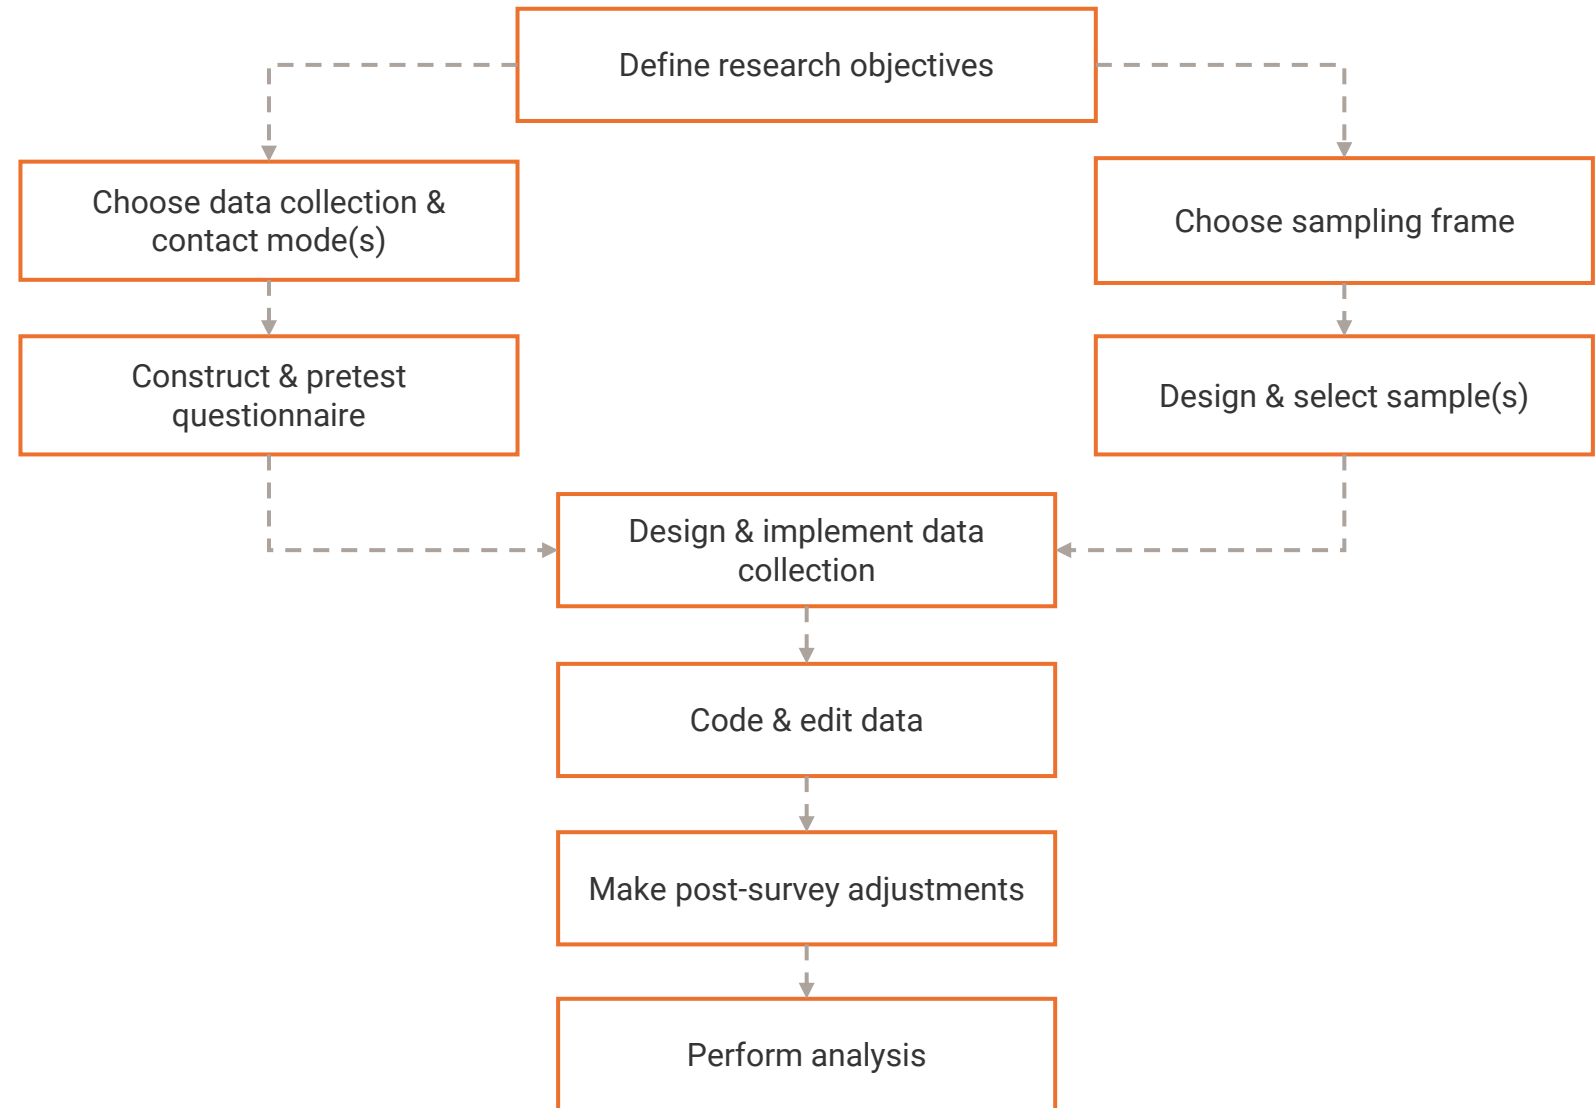 Define research objectives
Choose data collection &
contact mode(s)
Choose sampling frame
Construct & pretest
questionnaire
Design & select sample(s)
Design & implement data
collection
Code & edit data
Make post-survey adjustments
Perform analysis